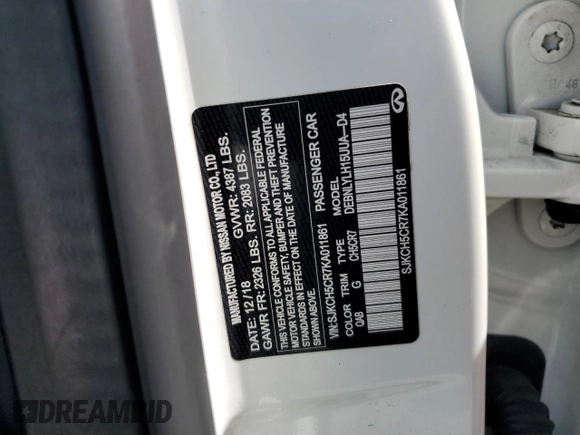 MANUFACTURED BY NISSAN MOTOR CO., LTD
DATE: 12/18 GVWR: 4387 LBS.
GAWR FR: 2326 LBS. RR: 2083 LBS.
THIS VEHICLE CONFORMS TO ALL APPLICABLE FEDERAL
MOTOR VEHICLE SAFETY, BUMPER AND THEFT PREVENTION
STANDARDS IN EFFECT ON THE DATE OF MANUFACTURE
SHOWN ABOVE.
VIN:SJKCH5CR7KA011861 PASSENGER CAR
COLOR TRIM TYPE MODEL
QAB G CH5CR7 DEBNLYLH15UUA-D4
SJKCH5CR7KA011861
DREAMBID